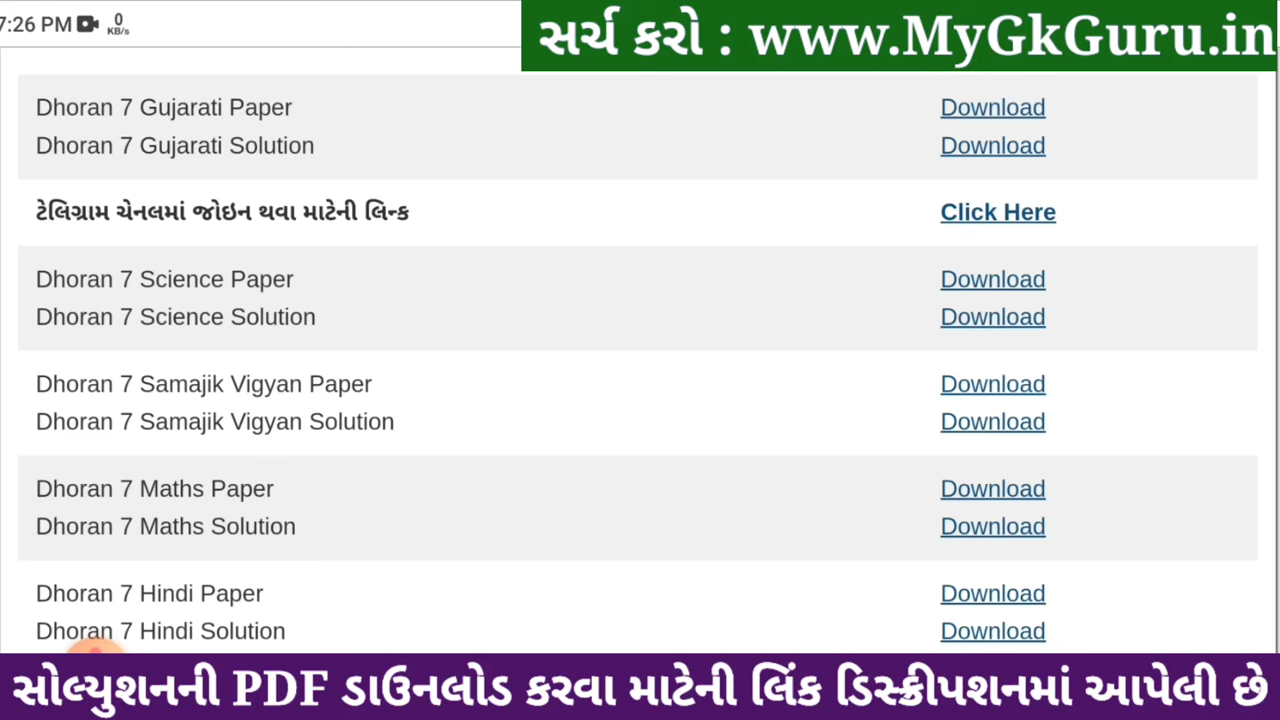 7:26 PM 0 KB/s
સર્ચ કરો : www.MyGkGuru.in
Dhoran 7 Gujarati Paper Download
Dhoran 7 Gujarati Solution Download
ટેલિગ્રામ ચેનલમાં જોઇન થવા માટેની લિન્ક Click Here
Dhoran 7 Science Paper Download
Dhoran 7 Science Solution Download
Dhoran 7 Samajik Vigyan Paper Download
Dhoran 7 Samajik Vigyan Solution Download
Dhoran 7 Maths Paper Download
Dhoran 7 Maths Solution Download
Dhoran 7 Hindi Paper Download
Dhoran 7 Hindi Solution Download
સોલ્યુશનની PDF ડાઉનલોડ કરવા માટેની લિંક ડિસ્ક્રીપશનમાં આપેલી છે